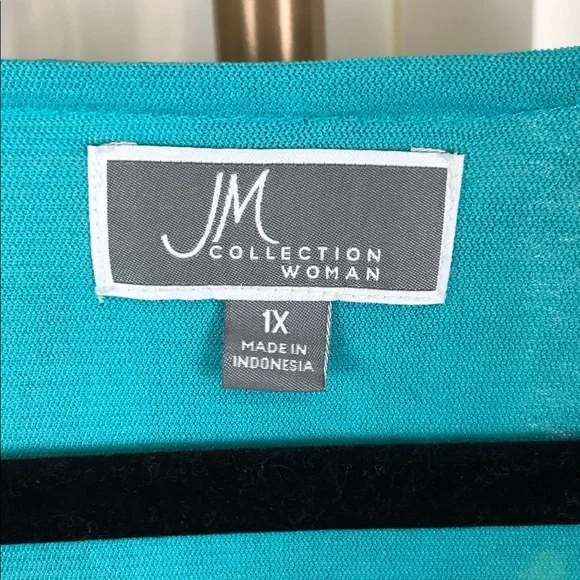 JM
COLLECTION
WOMAN
1X
MADE IN
INDONESIA